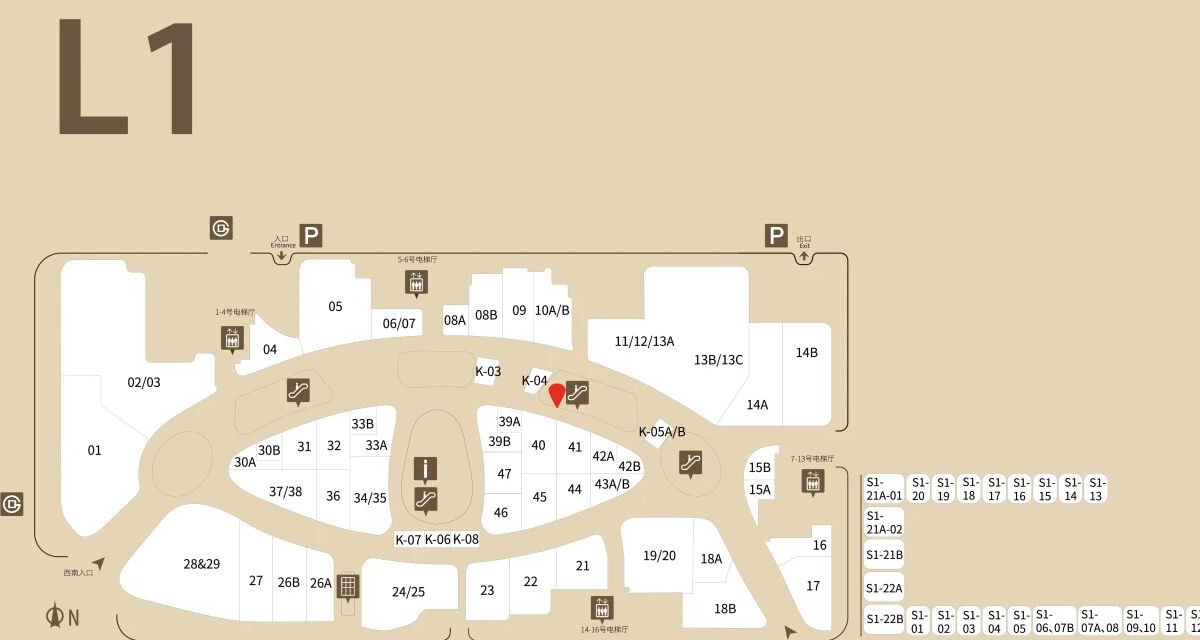 L1
入口
Entrance
P
P
出口
Exit
5-6号电梯厅
1-4号电梯厅
05
06/07
08A
08B
09
10A/B
04
11/12/13A
13B/13C
14B
14A
02/03
01
K-03
K-04
K-05A/B
33B
33A
31
32
30B
30A
37/38
36
34/35
i
39A
39B
40
41
42A
42B
47
43A/B
44
45
46
K-07 K-06 K-08
15B
15A
7-13号电梯厅
16
17
西南入口
N
28&29
27
26B
26A
24/25
23
22
21
14-16号电梯厅
19/20
18A
18B
S1-
21A-01
S1-
20
S1-
19
S1-
18
S1-
17
S1-
16
S1-
15
S1-
14
S1-
13
S1-
21A-02
S1-21B
S1-22A
S1-22B
S1-
01
S1-
02
S1-
03
S1-
04
S1-
05
S1-
06、07B
S1-
07A、08
S1-
09、10
S1-
11